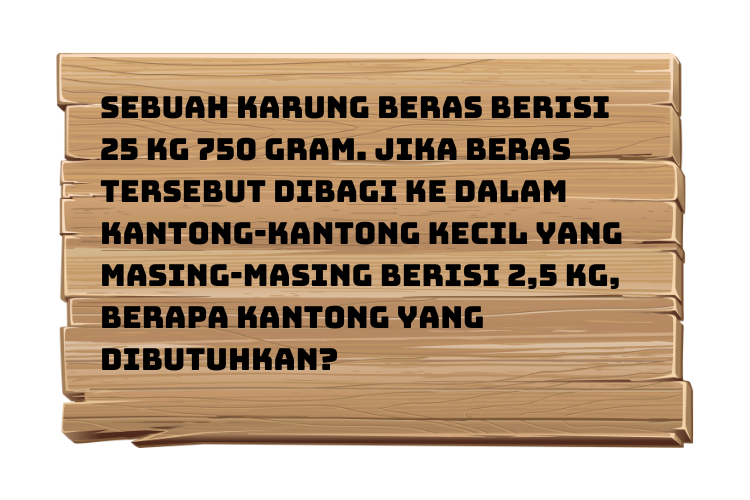 SEBUAH KARUNG BERAS BERISI
25 KG 750 GRAM. JIKA BERAS
TERSEBUT DIBAGI KE DALAM
KANTONG-KANTONG KECIL YANG
MASING-MASING BERISI 2,5 KG,
BERAPA KANTONG YANG
DIBUTUHKAN?